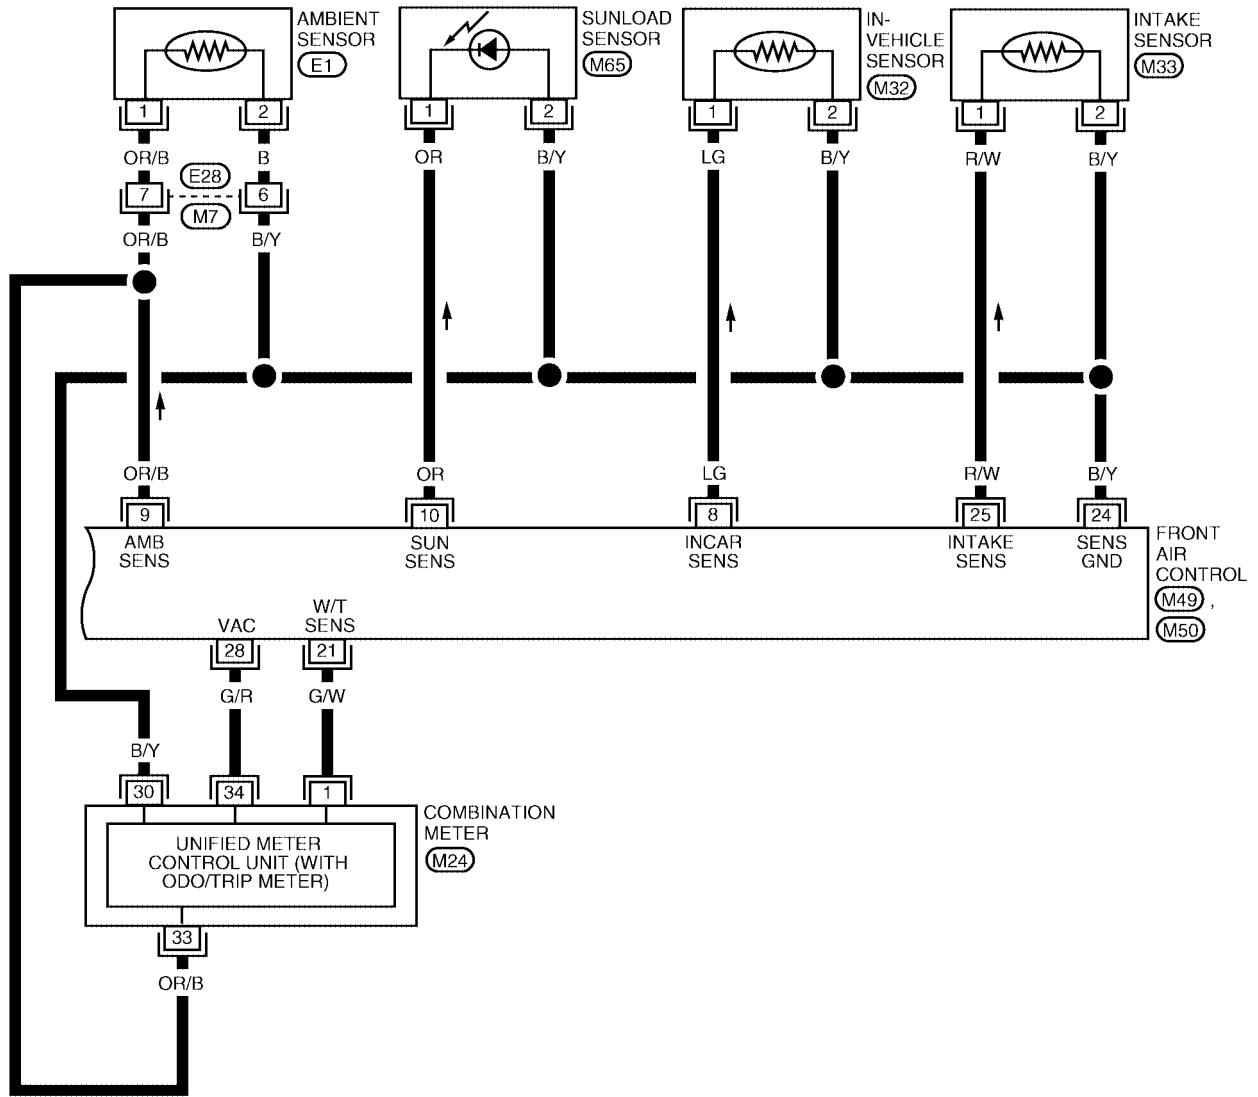 AMBIENT
SENSOR
E1
SUNLOAD
SENSOR
M65
IN-
VEHICLE
SENSOR
M32
INTAKE
SENSOR
M33
1 2 1 2 1 2 1 2
OR/B B OR B/Y LG B/Y R/W B/Y
E28
7 6
M7
OR/B B/Y
OR/B OR LG R/W B/Y
9 10 8 25 24
AMB
SENS
SUN
SENS
INCAR
SENS
INTAKE
SENS
SENS
GND
FRONT
AIR
CONTROL
M49 ,
M50
VAC
W/T
SENS
28 21
G/R G/W
B/Y
30 34 1
COMBINATION
METER
M24
UNIFIED METER
CONTROL UNIT (WITH
ODO/TRIP METER)
33
OR/B